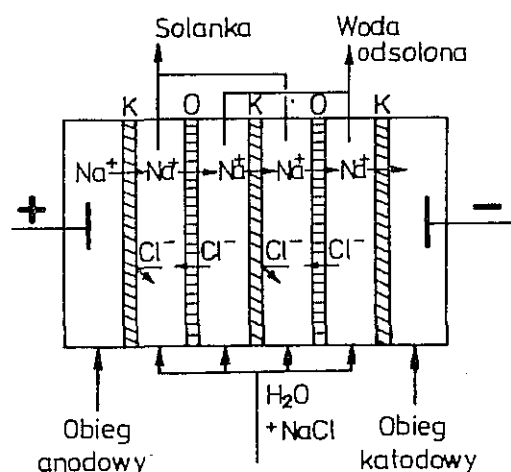 Solanka
Woda
odsolona
K O K O K
Na⁺ Na⁺ Na⁺ Na⁺ Na⁺
+
−
Cl⁻ Cl⁻ Cl⁻ Cl⁻
H₂O
+NaCl
Obieg
anodowy
Obieg
katodowy